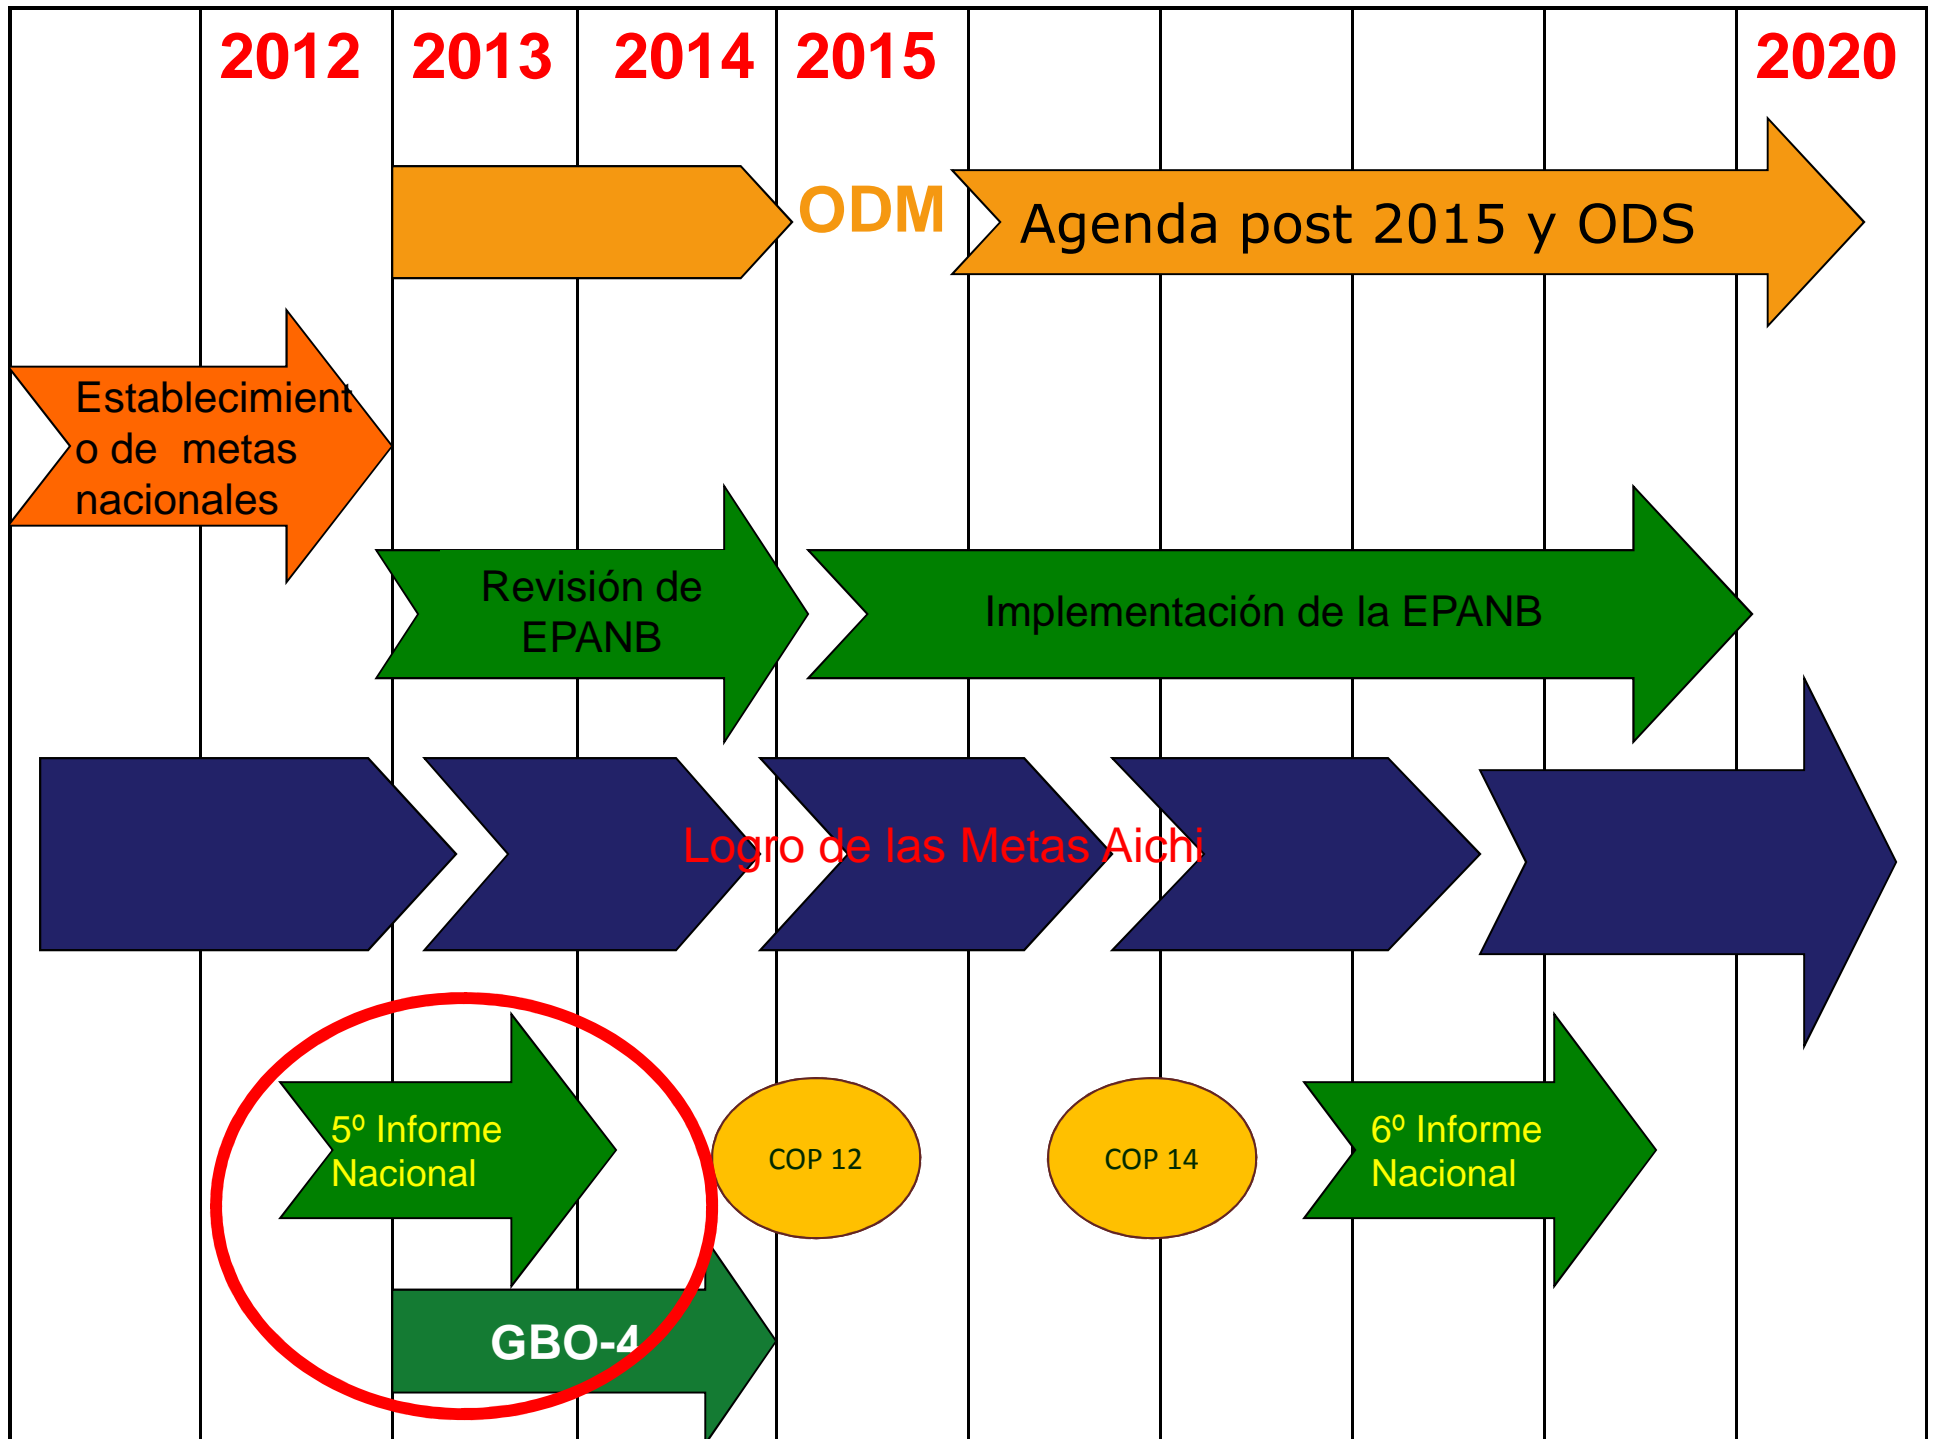 2012 2013 2014 2015 2020
ODM
Agenda post 2015 y ODS
Establecimient
o de metas
nacionales
Revisión de
EPANB
Implementación de la EPANB
Logro de las Metas Aichi
5º Informe
Nacional
COP 12
COP 14
6º Informe
Nacional
GBO-4